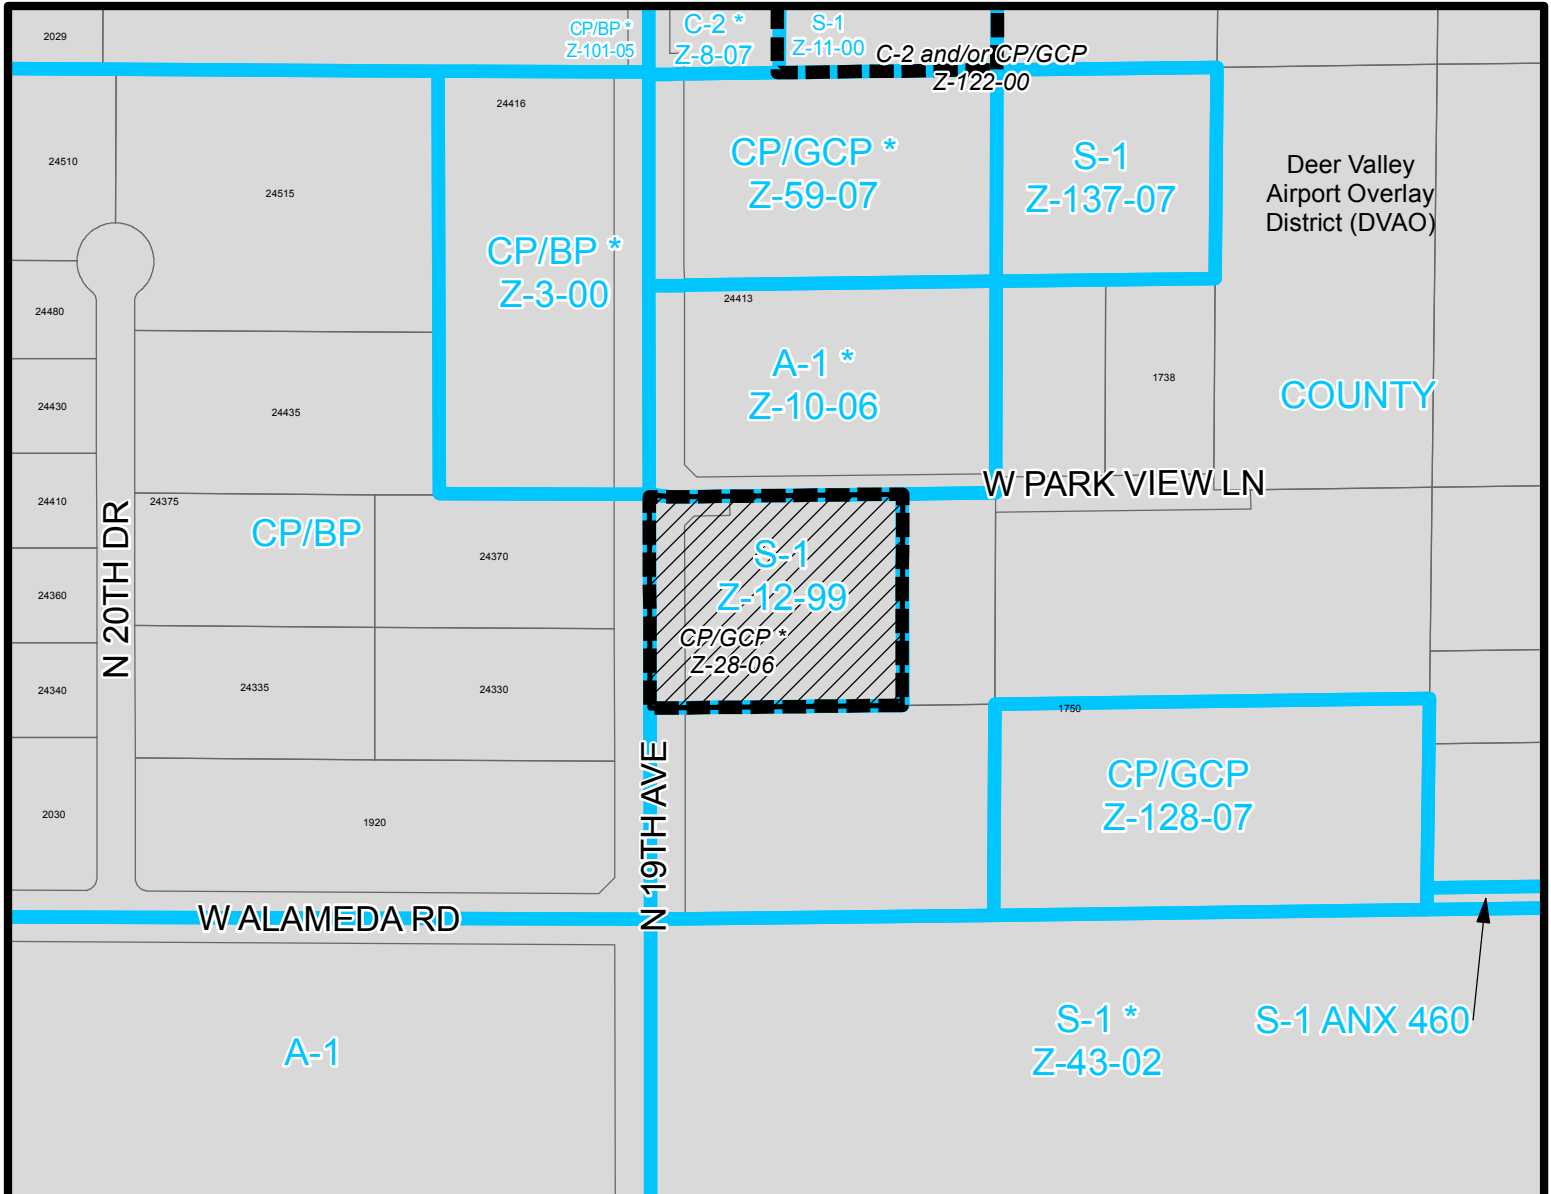 2029
CP/BP *
Z-101-05
C-2 *
Z-8-07
S-1
Z-11-00
C-2 and/or CP/GCP
Z-122-00
24416
24510
24515
CP/GCP *
Z-59-07
S-1
Z-137-07
Deer Valley
Airport Overlay
District (DVAO)
CP/BP *
Z-3-00
24480
24413
A-1 *
Z-10-06
1738
COUNTY
24430
24435
W PARK VIEW LN
24410
24375
CP/BP
N 20TH DR
24370
S-1
Z-12-99
24360
CP/GCP *
Z-28-06
24340
24335
24330
1750
N 19TH AVE
CP/GCP
Z-128-07
2030
1920
W ALAMEDA RD
S-1 *
Z-43-02
S-1 ANX 460
A-1